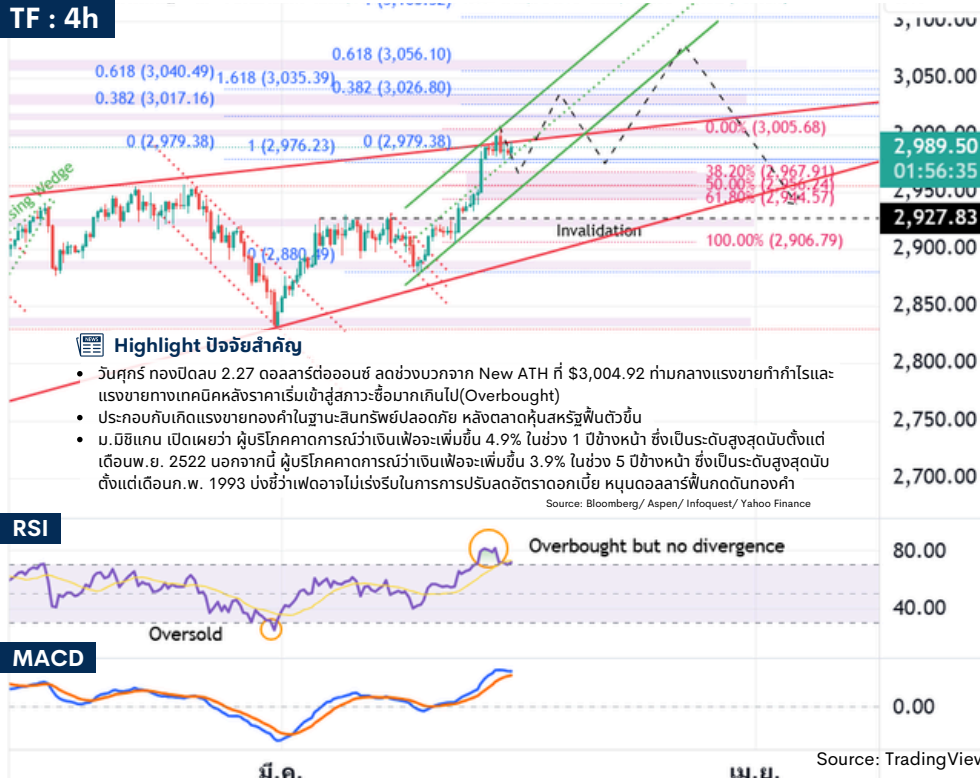 TF : 4h
3,100.00
0.618 (3,056.10)
3,050.00
0.618 (3,040.49)
1.618 (3,035.39)
0.382 (3,026.80)
0.382 (3,017.16)
0.00% (3,005.68)
0 (2,979.38)
1 (2,976.23)
0 (2,979.38)
2,989.50
01:56:35
38.20% (2,967.91)
50.00%
61.80%
2,950.00
Wedge
2,927.83
Invalidation
100.00% (2,906.79)
2,900.00
0 (2,880.49)
2,850.00
NEWS
Highlight ปัจจัยสำคัญ
2,800.00
• วันศุกร์ ทองปิดลบ 2.27 ดอลลาร์ต่อออนซ์ ลดช่วงบวกจาก New ATH ที่ $3,004.92 ท่ามกลางแรงขายทำกำไรและ
แรงขายทางเทคนิคหลังราคาเริ่มเข้าสู่สภาวะซื้อมากเกินไป(Overbought)
• ประกอบกับเกิดแรงขายทองคำในฐานะสินทรัพย์ปลอดภัย หลังตลาดหุ้นสหรัฐฟื้นตัวขึ้น
2,750.00
• ม.มิชิแกน เปิดเผยว่า ผู้บริโภคคาดการณ์ว่าเงินเฟ้อจะเพิ่มขึ้น 4.9% ในช่วง 1 ปีข้างหน้า ซึ่งเป็นระดับสูงสุดนับตั้งแต่
เดือนพ.ย. 2522 นอกจากนี้ ผู้บริโภคคาดการณ์ว่าเงินเฟ้อจะเพิ่มขึ้น 3.9% ในช่วง 5 ปีข้างหน้า ซึ่งเป็นระดับสูงสุดนับ
ตั้งแต่เดือนก.พ. 1993 บ่งชี้ว่าเฟดอาจไม่เร่งรีบในการการปรับลดอัตราดอกเบี้ย หนุนดอลลาร์ฟื้นกดดันทองคำ
2,700.00
Source: Bloomberg/ Aspen/ Infoquest/ Yahoo Finance
RSI
Overbought but no divergence
80.00
40.00
Oversold
MACD
0.00
Source: TradingView
มี.ค.
เม.ย.